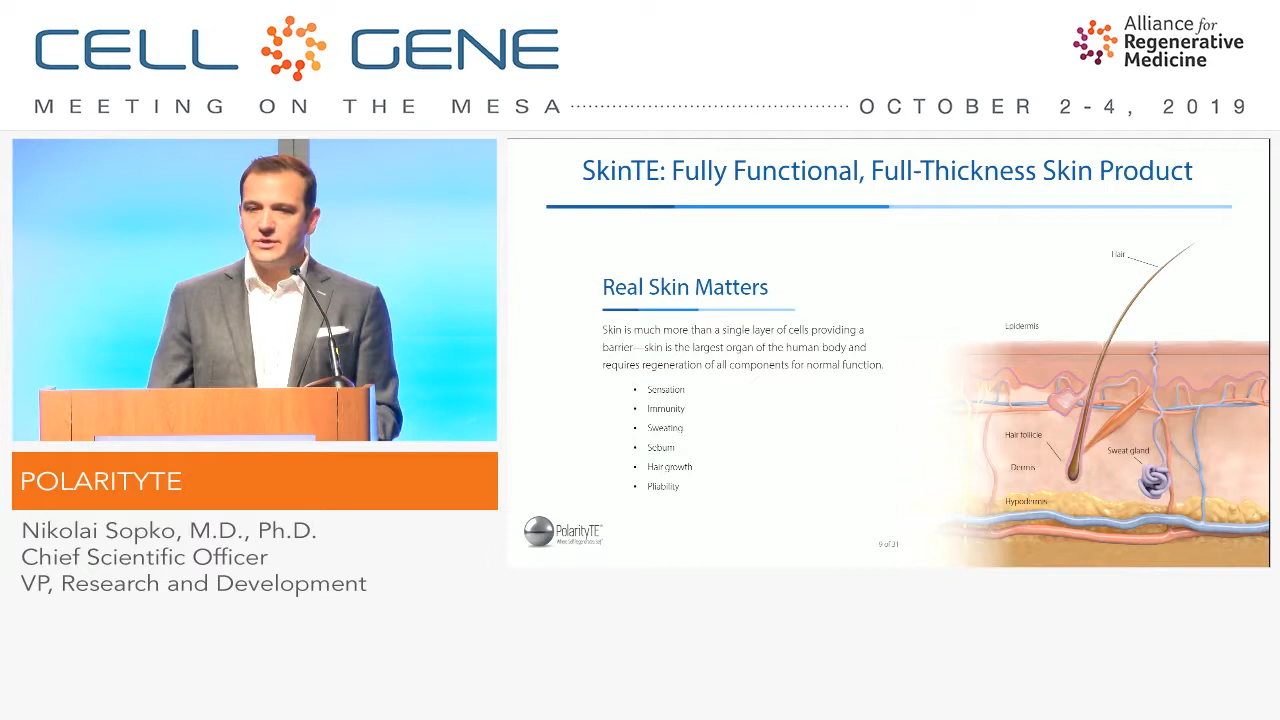 CELL GENE
Alliance for
Regenerative
Medicine
MEETING ON THE MESA
OCTOBER 2-4, 2019
SkinTE: Fully Functional, Full-Thickness Skin Product
Real Skin Matters
Skin is much more than a single layer of cells providing a
barrier—skin is the largest organ of the human body and
requires regeneration of all components for normal function.
• Sensation
• Immunity
• Sweating
• Sebum
• Hair growth
• Pliability
Hair
Epidermis
Hair follicle
Sweat gland
Dermis
Hypodermis
PolarityTE
9 of 31
POLARITYTE
Nikolai Sopko, M.D., Ph.D.
Chief Scientific Officer
VP, Research and Development